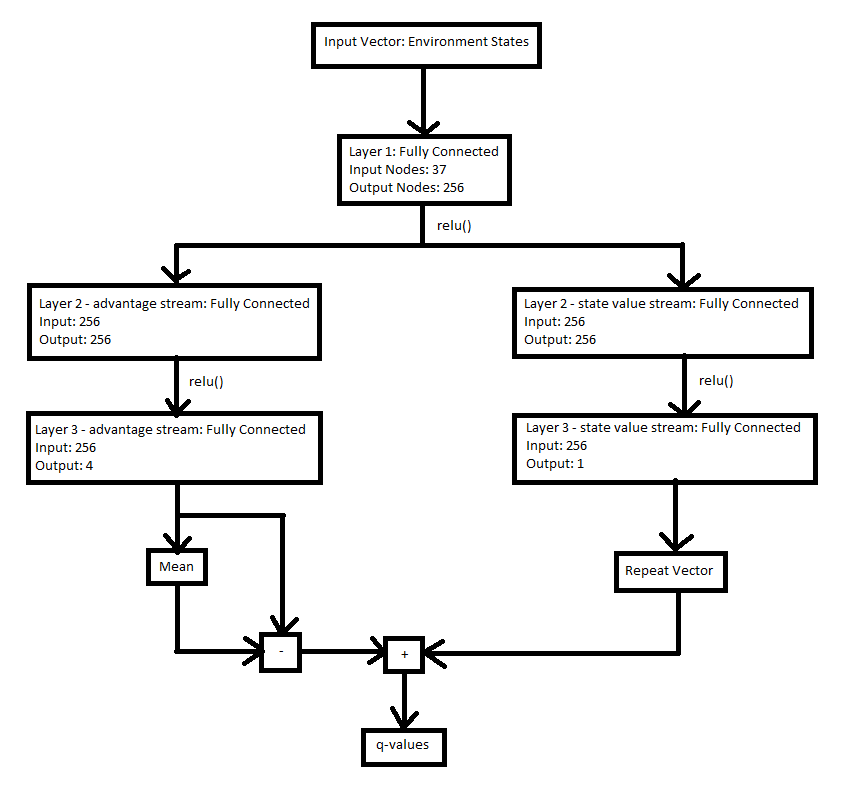 Input Vector: Environment States
Layer 1: Fully Connected
Input Nodes: 37
Output Nodes: 256
relu()
Layer 2 - advantage stream: Fully Connected
Input: 256
Output: 256
Layer 2 - state value stream: Fully Connected
Input: 256
Output: 256
relu()
relu()
Layer 3 - advantage stream: Fully Connected
Input: 256
Output: 4
Layer 3 - state value stream: Fully Connected
Input: 256
Output: 1
Mean
Repeat Vector
-
+
q-values